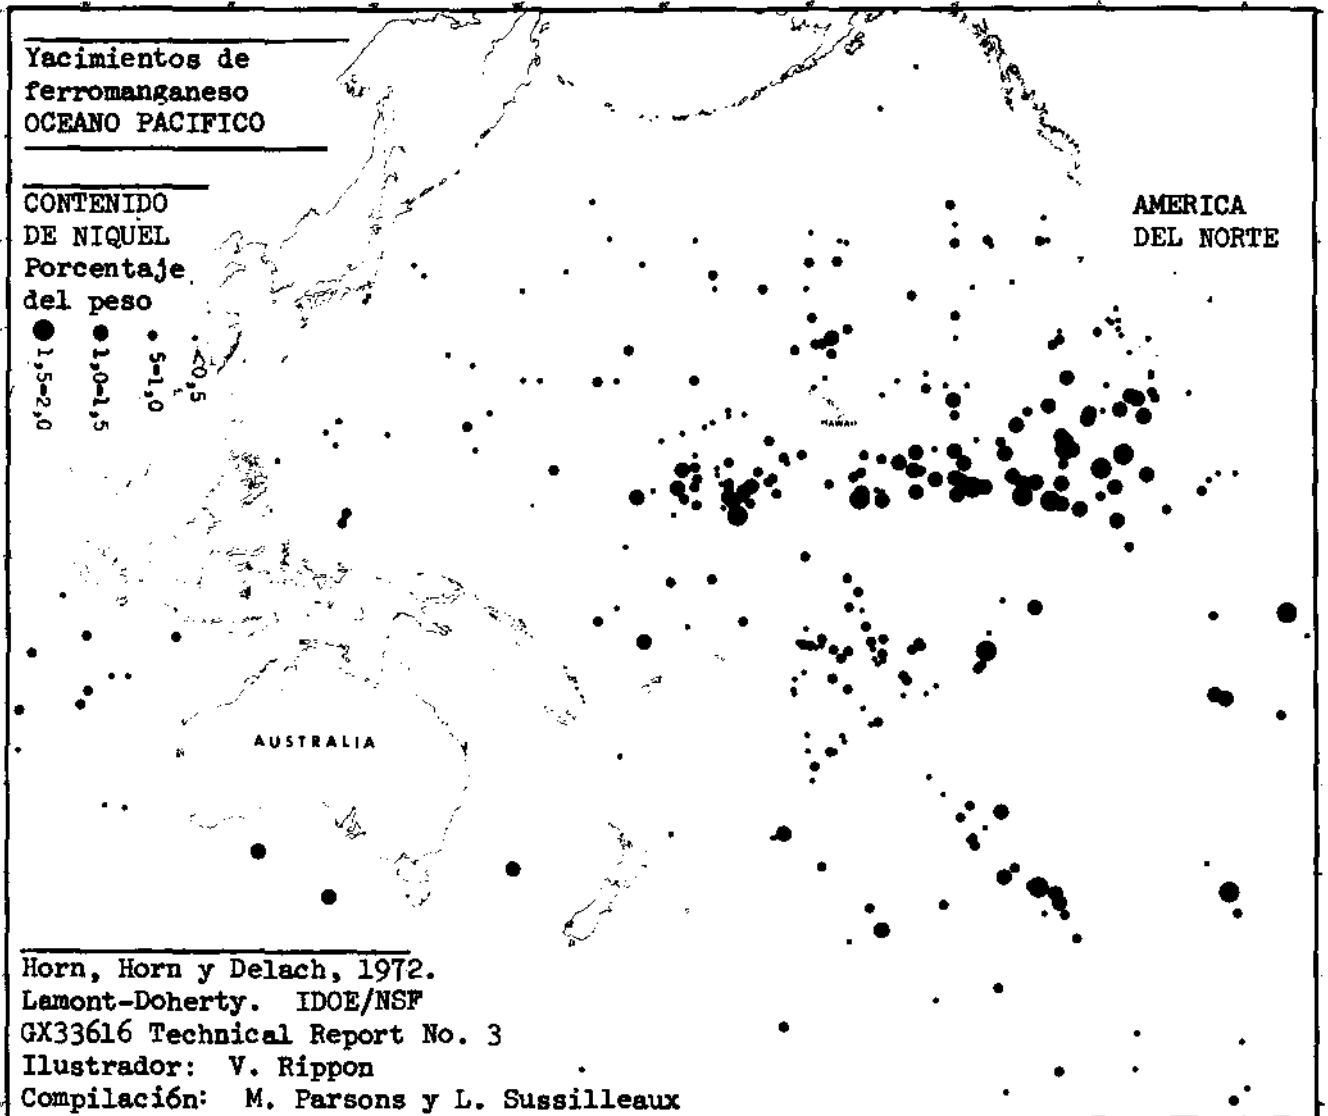 Yacimientos de
ferromanganeso
OCEANO PACIFICO
CONTENIDO
DE NIQUEL
Porcentaje
del peso
1,5-2,0
1,0-1,5
5-1,0
<0,5
AMERICA
DEL NORTE
HAWAII
AUSTRALIA
Horn, Horn y Delach, 1972.
Lamont-Doherty. IDOE/NSF
GX33616 Technical Report No. 3
Ilustrador: V. Rippon
Compilación: M. Parsons y L. Sussilleaux